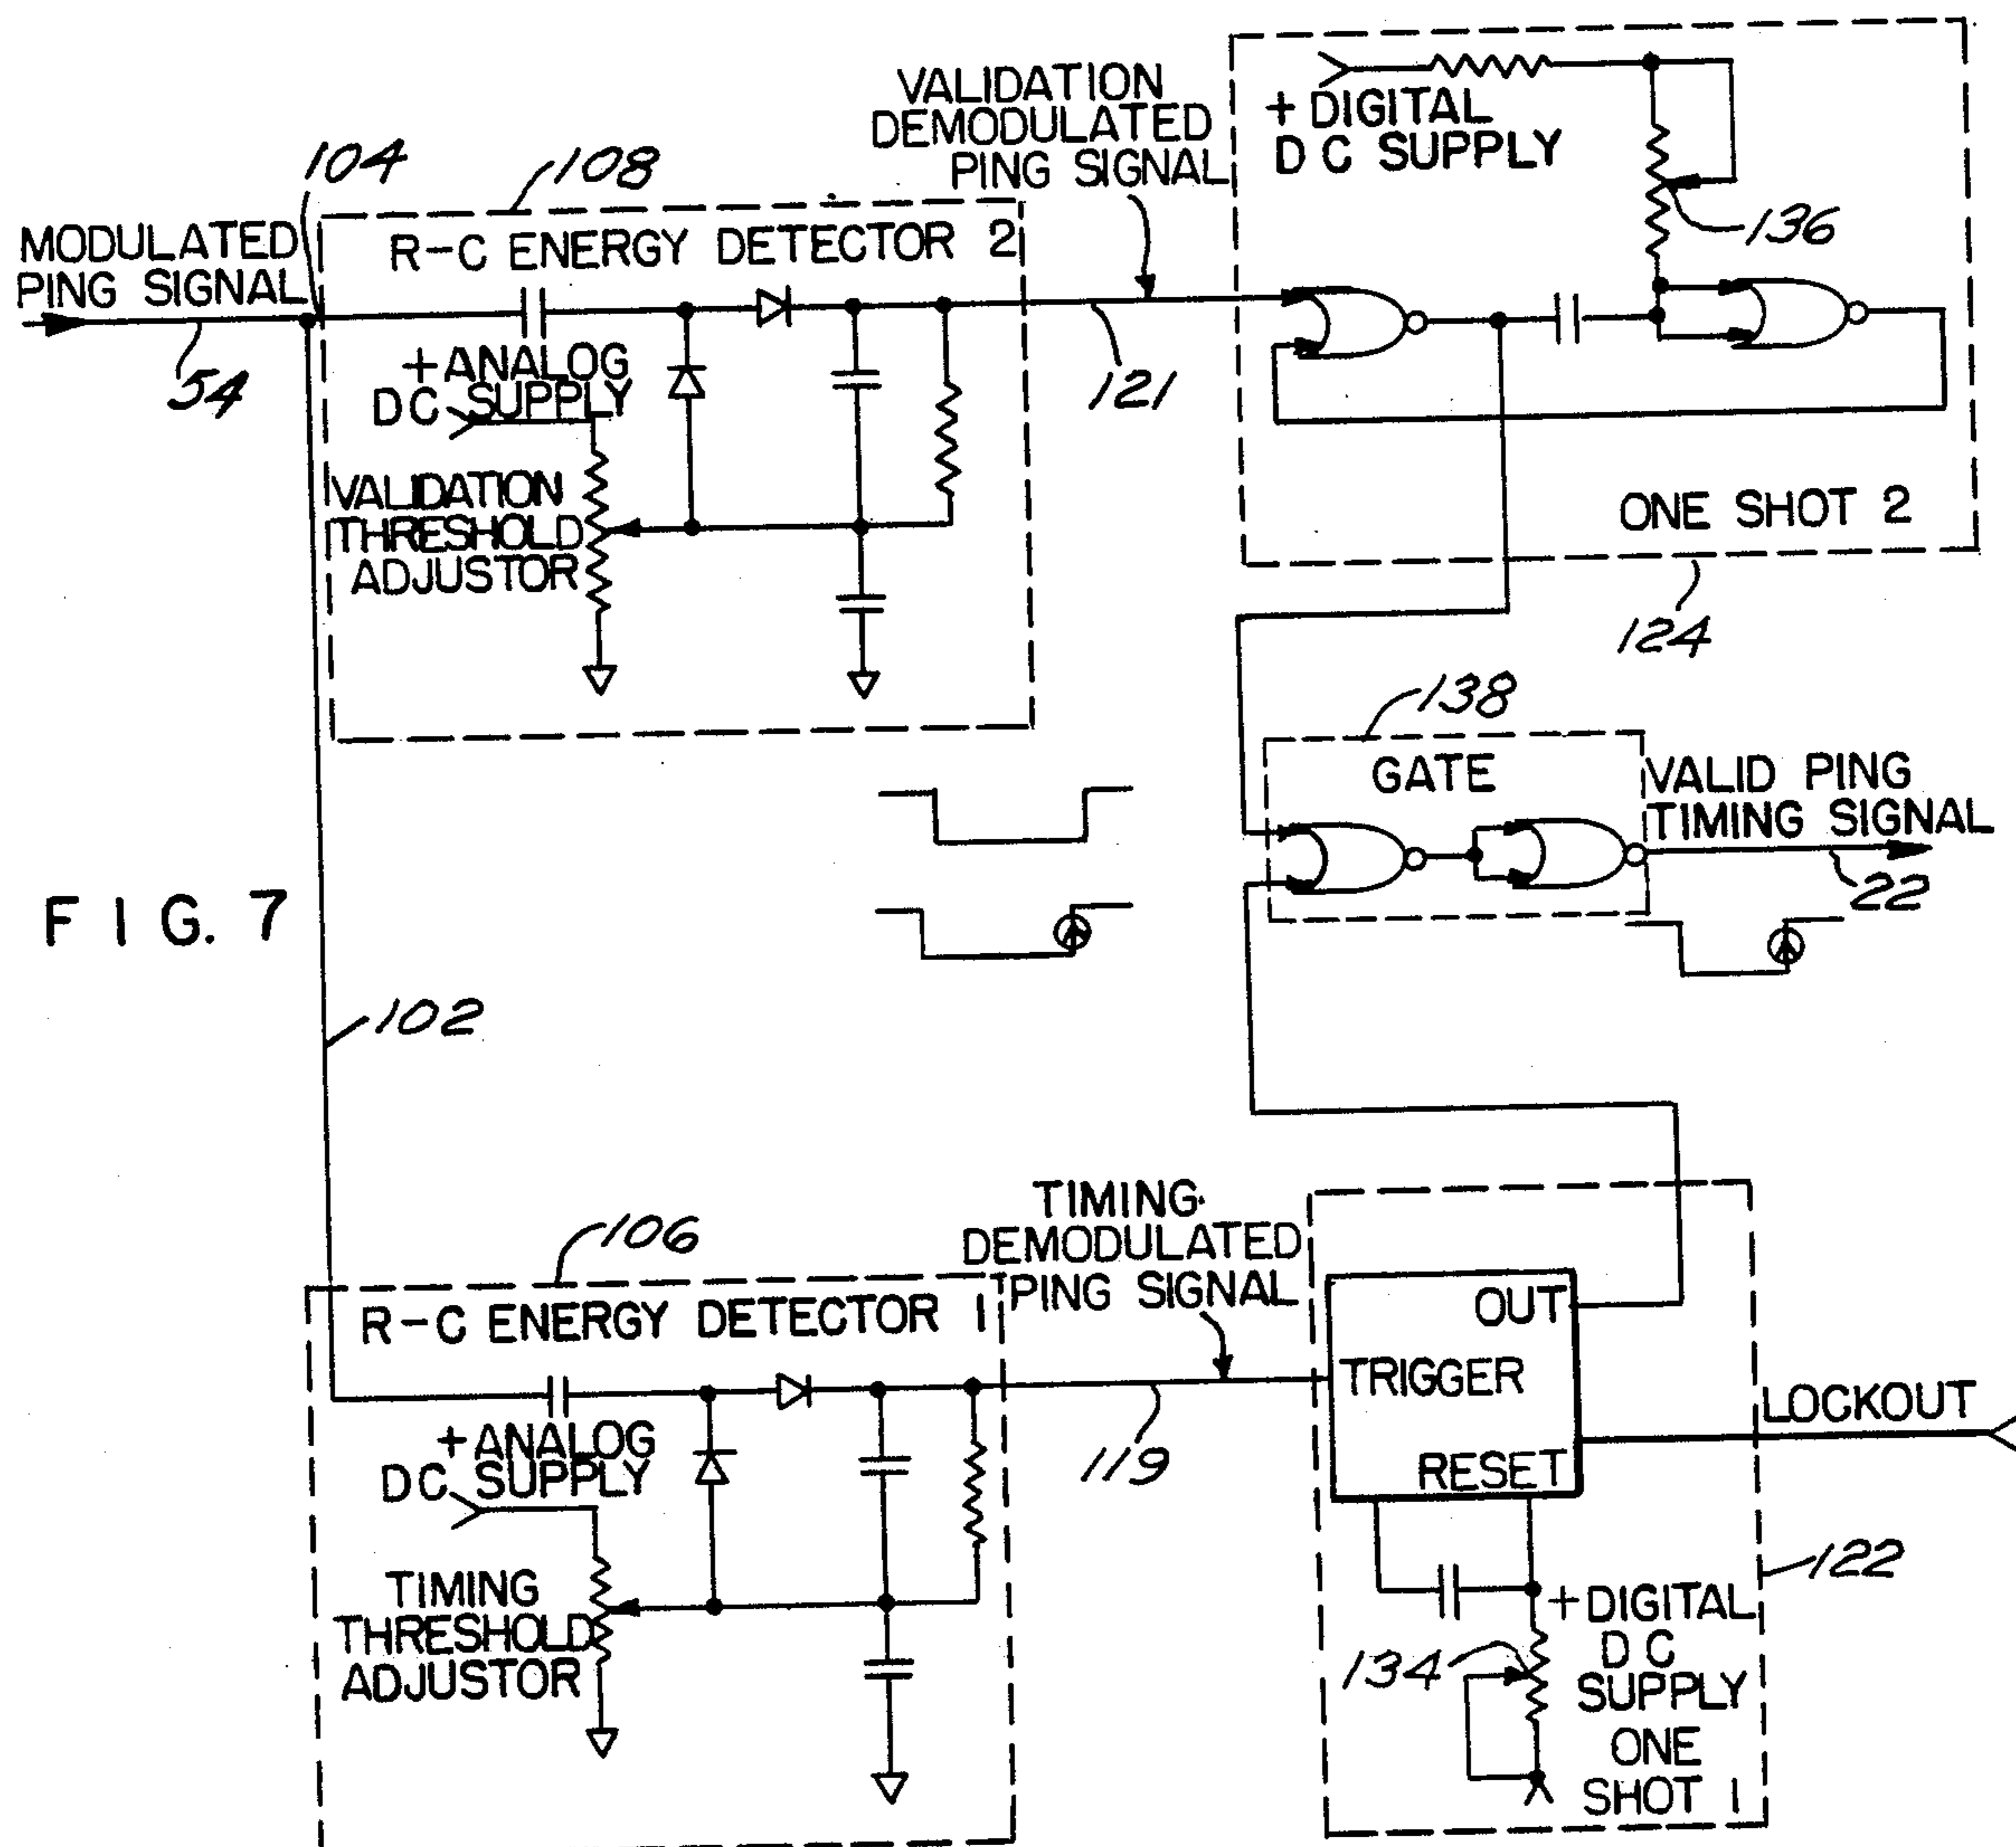 VALIDATION
DEMODULATED
PING SIGNAL
+ DIGITAL
DC SUPPLY
104
108
MODULATED
PING SIGNAL
R-C ENERGY DETECTOR 2
136
54
+ ANALOG
DC SUPPLY
121
VALIDATION
THRESHOLD
ADJUSTOR
ONE SHOT 2
124
138
GATE
VALID PING
TIMING SIGNAL
22
FIG. 7
102
TIMING
DEMODULATED
PING SIGNAL
106
R-C ENERGY DETECTOR 1
OUT
TRIGGER
RESET
LOCKOUT
+ ANALOG
DC SUPPLY
119
TIMING
THRESHOLD
ADJUSTOR
122
134
+ DIGITAL
DC
SUPPLY
ONE
SHOT 1